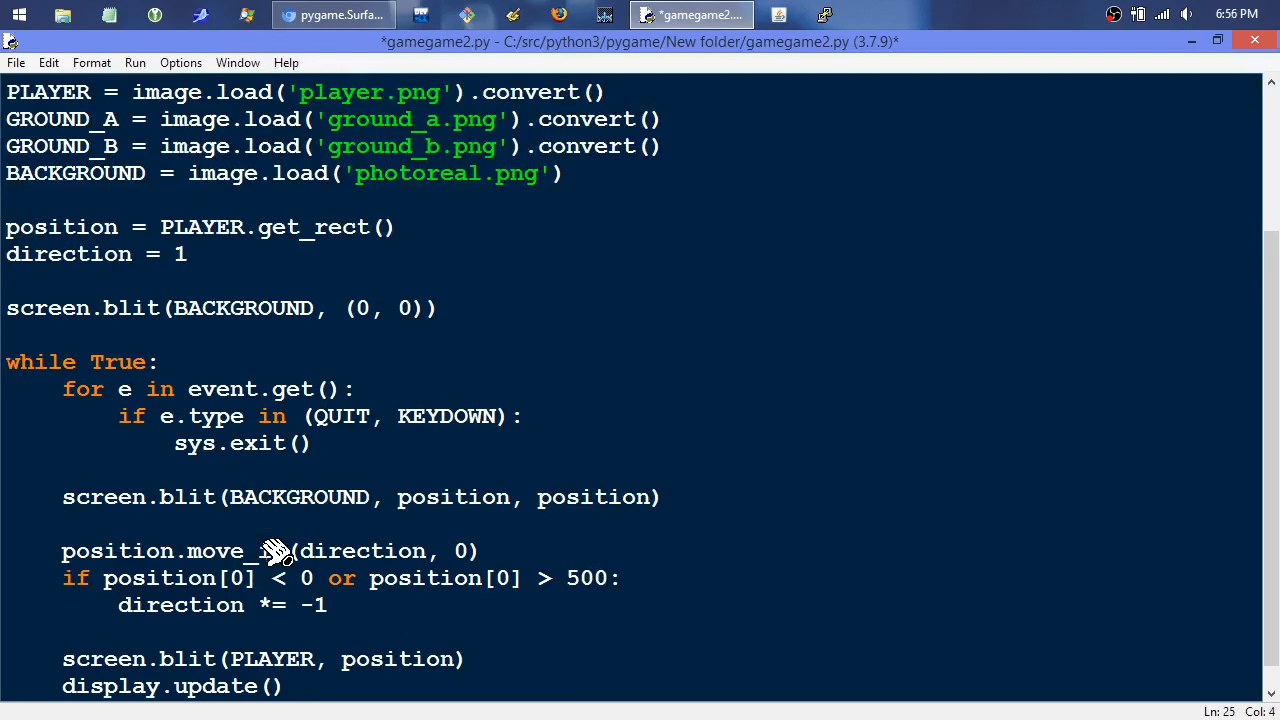 pygame.Surfa...
*gamegame2....
6:56 PM
*gamegame2.py - C:/src/python3/pygame/New folder/gamegame2.py (3.7.9)*
File Edit Format Run Options Window Help
PLAYER = image.load('player.png').convert()
GROUND_A = image.load('ground_a.png').convert()
GROUND_B = image.load('ground_b.png').convert()
BACKGROUND = image.load('photoreal.png')
position = PLAYER.get_rect()
direction = 1
screen.blit(BACKGROUND, (0, 0))
while True:
    for e in event.get():
        if e.type in (QUIT, KEYDOWN):
            sys.exit()
    screen.blit(BACKGROUND, position, position)
    position.move_ip(direction, 0)
    if position[0] < 0 or position[0] > 500:
        direction *= -1
    screen.blit(PLAYER, position)
    display.update()
Ln: 25 Col: 4